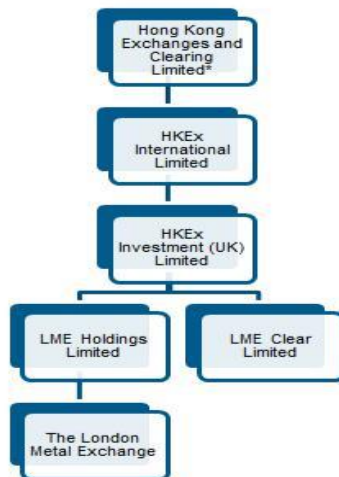 Hong Kong
Exchanges and
Clearing
Limited*
HKEx
International
Limited
HKEx
Investment (UK)
Limited
LME Holdings
Limited
LME Clear
Limited
The London
Metal Exchange